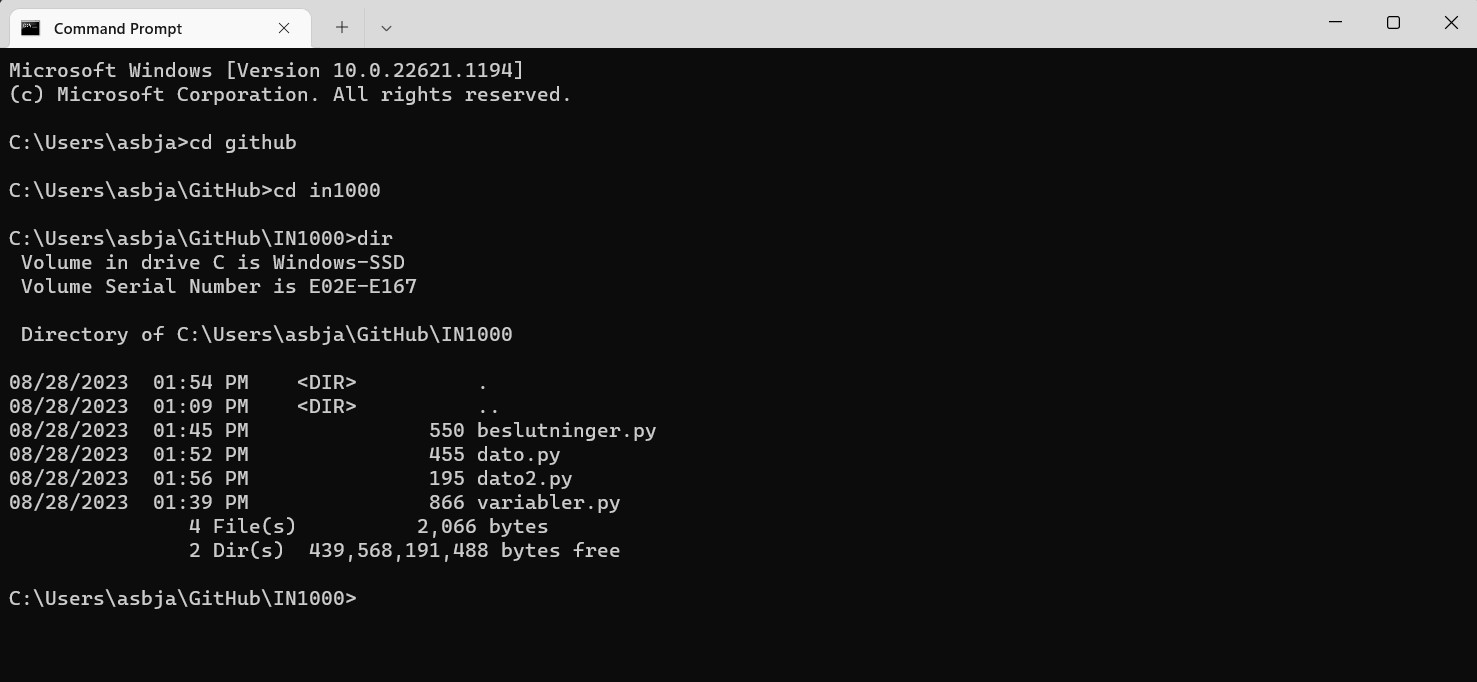 Command Prompt
Microsoft Windows [Version 10.0.22621.1194]
(c) Microsoft Corporation. All rights reserved.
C:\Users\asbja>cd github
C:\Users\asbja\GitHub>cd in1000
C:\Users\asbja\GitHub\IN1000>dir
 Volume in drive C is Windows-SSD
 Volume Serial Number is E02E-E167
 Directory of C:\Users\asbja\GitHub\IN1000
08/28/2023  01:54 PM    <DIR>          .
08/28/2023  01:09 PM    <DIR>          ..
08/28/2023  01:45 PM               550 beslutninger.py
08/28/2023  01:52 PM               455 dato.py
08/28/2023  01:56 PM               195 dato2.py
08/28/2023  01:39 PM               866 variabler.py
               4 File(s)          2,066 bytes
               2 Dir(s)  439,568,191,488 bytes free
C:\Users\asbja\GitHub\IN1000>